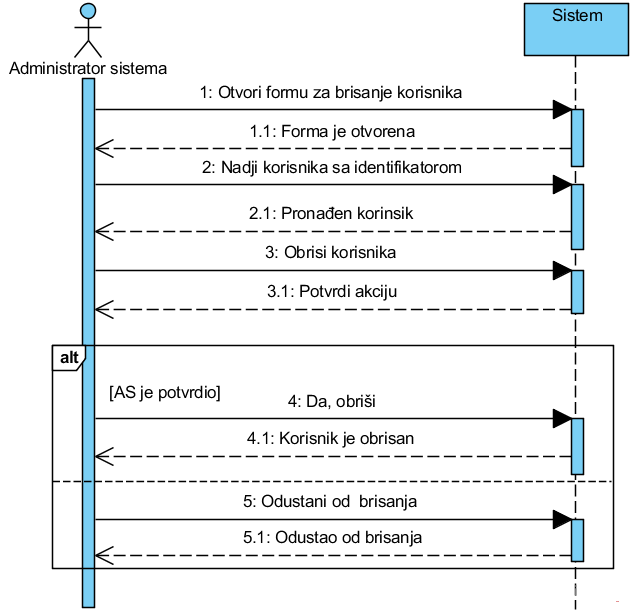 Sistem
Administrator sistema
1: Otvori formu za brisanje korisnika
1.1: Forma je otvorena
2: Nadji korisnika sa identifikatorom
2.1: Pronađen korinsik
3: Obrisi korisnika
3.1: Potvrdi akciju
alt
[AS je potvrdio]
4: Da, obriši
4.1: Korisnik je obrisan
5: Odustani od  brisanja
5.1: Odustao od brisanja